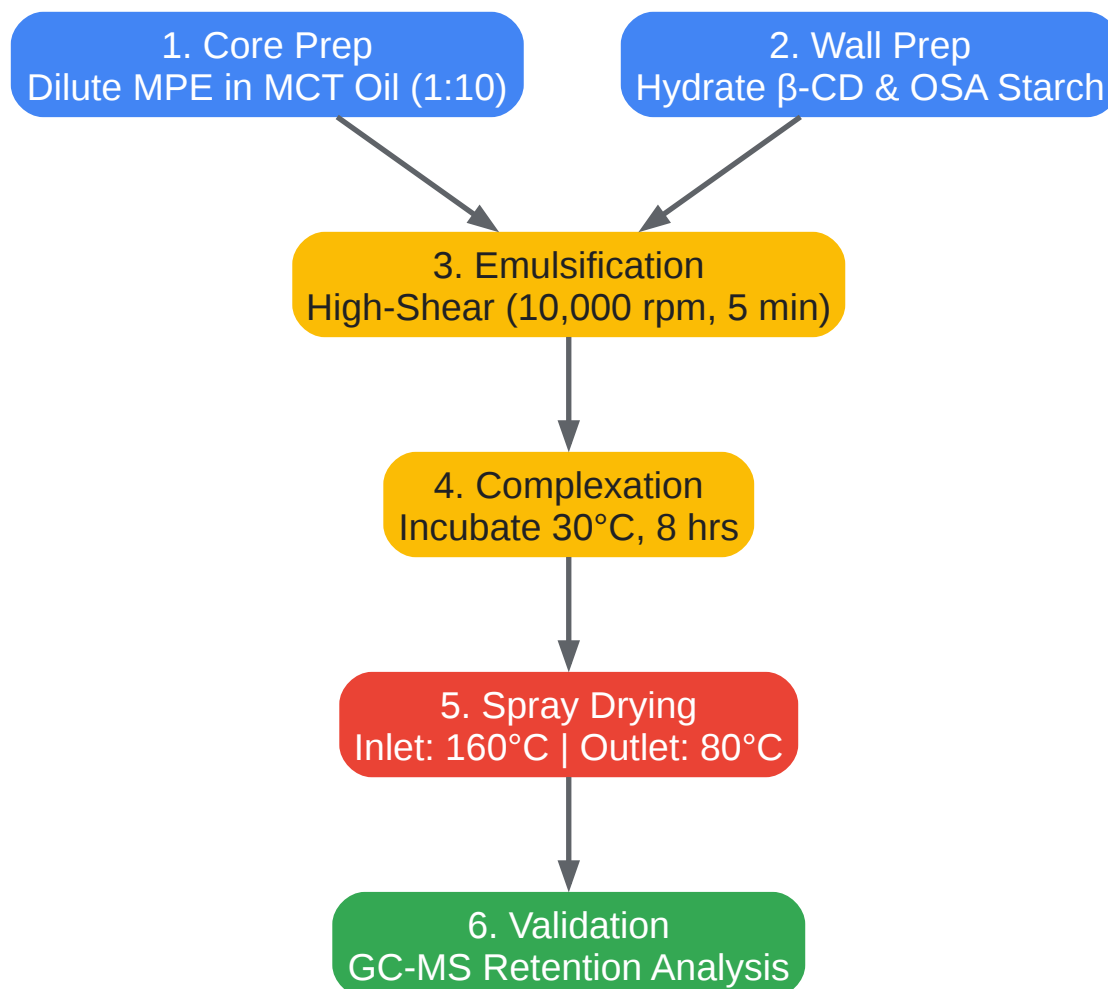 1. Core Prep
Dilute MPE in MCT Oil (1:10)
2. Wall Prep
Hydrate β-CD & OSA Starch
3. Emulsification
High-Shear (10,000 rpm, 5 min)
4. Complexation
Incubate 30°C, 8 hrs
5. Spray Drying
Inlet: 160°C | Outlet: 80°C
6. Validation
GC-MS Retention Analysis